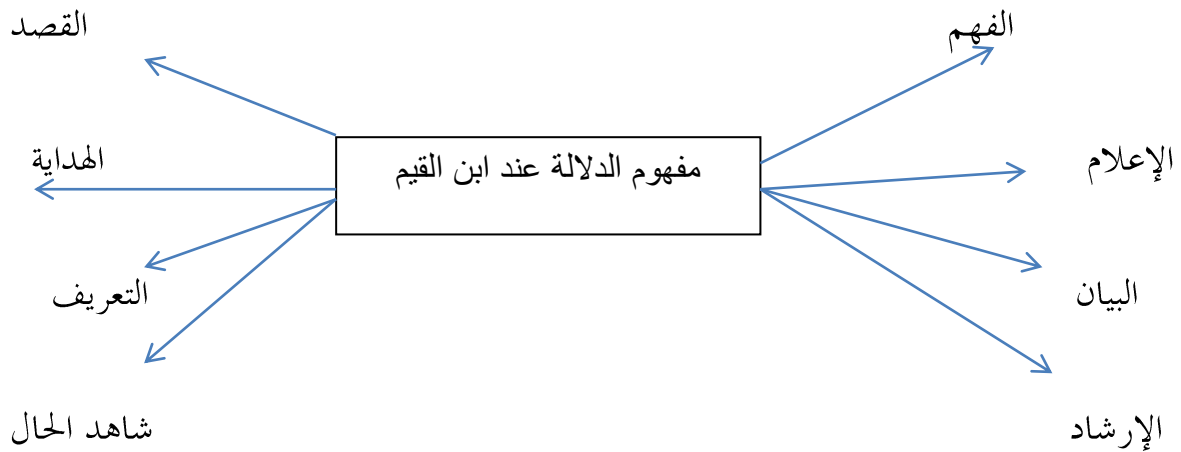 الفهم
القصد
الإعلام
الهداية
مفهوم الدلالة عند ابن القيم
البيان
التعريف
الإرشاد
شاهد الحال